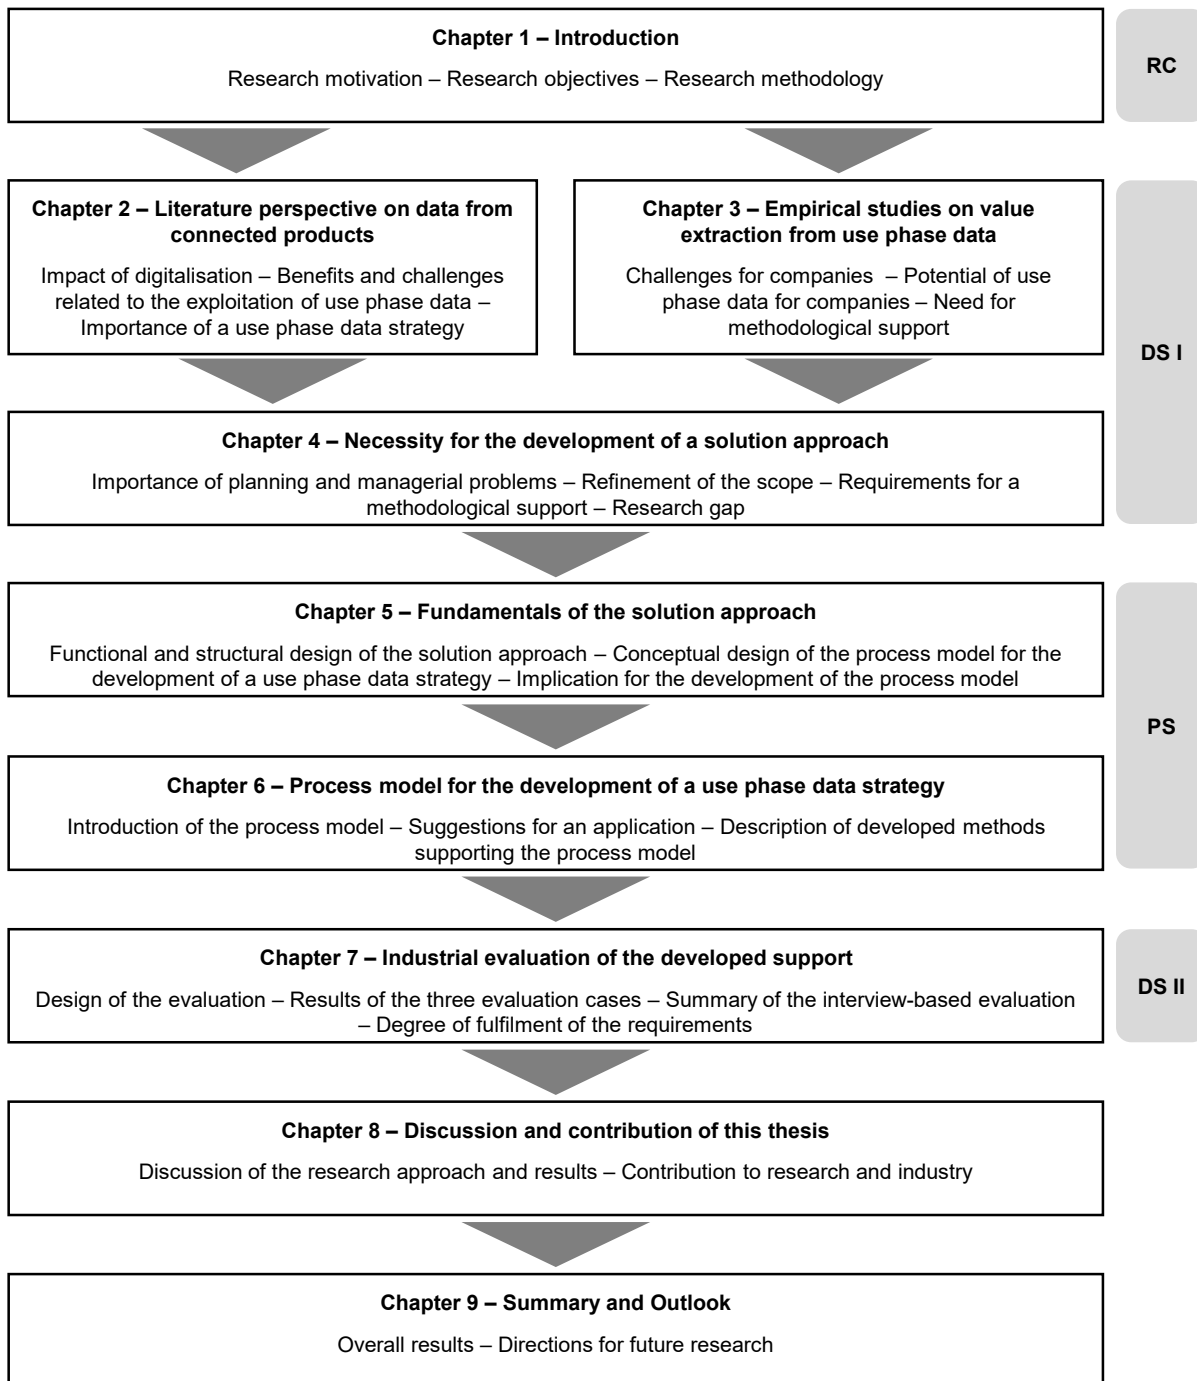 Chapter 1 – Introduction
Research motivation – Research objectives – Research methodology
RC
Chapter 2 – Literature perspective on data from
connected products
Impact of digitalisation – Benefits and challenges
related to the exploitation of use phase data –
Importance of a use phase data strategy
Chapter 3 – Empirical studies on value
extraction from use phase data
Challenges for companies – Potential of use
phase data for companies – Need for
methodological support
DS I
Chapter 4 – Necessity for the development of a solution approach
Importance of planning and managerial problems – Refinement of the scope – Requirements for a
methodological support – Research gap
Chapter 5 – Fundamentals of the solution approach
Functional and structural design of the solution approach – Conceptual design of the process model for the
development of a use phase data strategy – Implication for the development of the process model
PS
Chapter 6 – Process model for the development of a use phase data strategy
Introduction of the process model – Suggestions for an application – Description of developed methods
supporting the process model
Chapter 7 – Industrial evaluation of the developed support
Design of the evaluation – Results of the three evaluation cases – Summary of the interview-based evaluation
– Degree of fulfilment of the requirements
DS II
Chapter 8 – Discussion and contribution of this thesis
Discussion of the research approach and results – Contribution to research and industry
Chapter 9 – Summary and Outlook
Overall results – Directions for future research